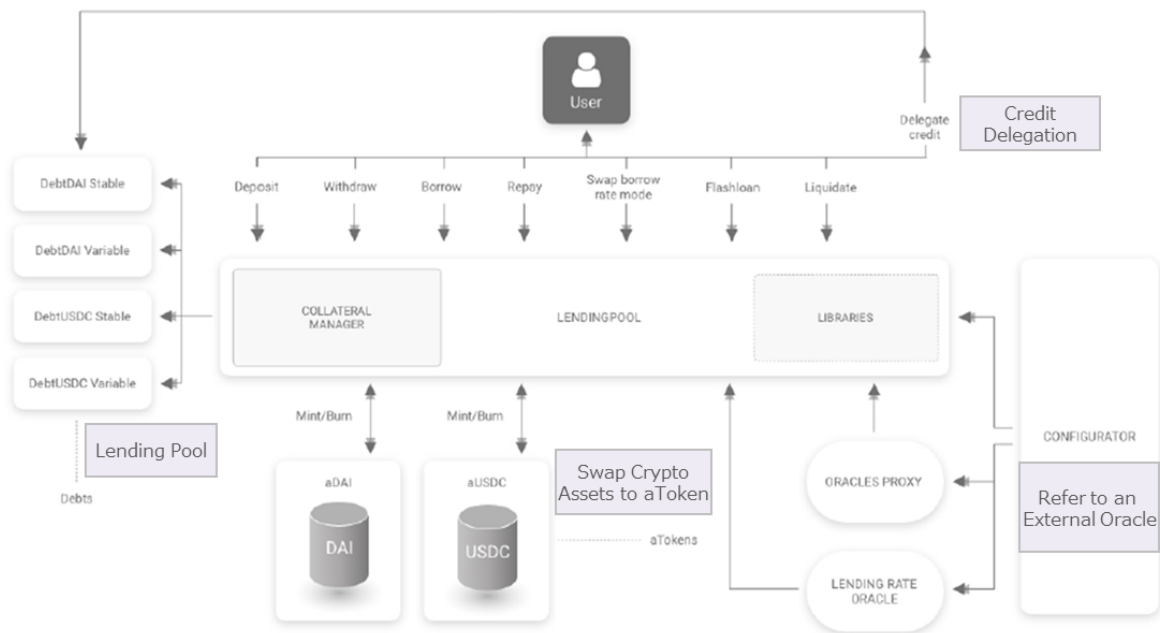 User
Delegate
credit
Credit
Delegation
DebtDAI Stable
DebtDAI Variable
DebtUSDC Stable
DebtUSDC Variable
Deposit
Withdraw
Borrow
Repay
Swap borrow
rate mode
Flashloan
Liquidate
COLLATERAL
MANAGER
LENDINGPOOL
LIBRARIES
Mint/Burn
Mint/Burn
Lending Pool
Debts
aDAI
DAI
aUSDC
USDC
Swap Crypto
Assets to aToken
aTokens
ORACLES PROXY
LENDING RATE
ORACLE
CONFIGURATOR
Refer to an
External Oracle